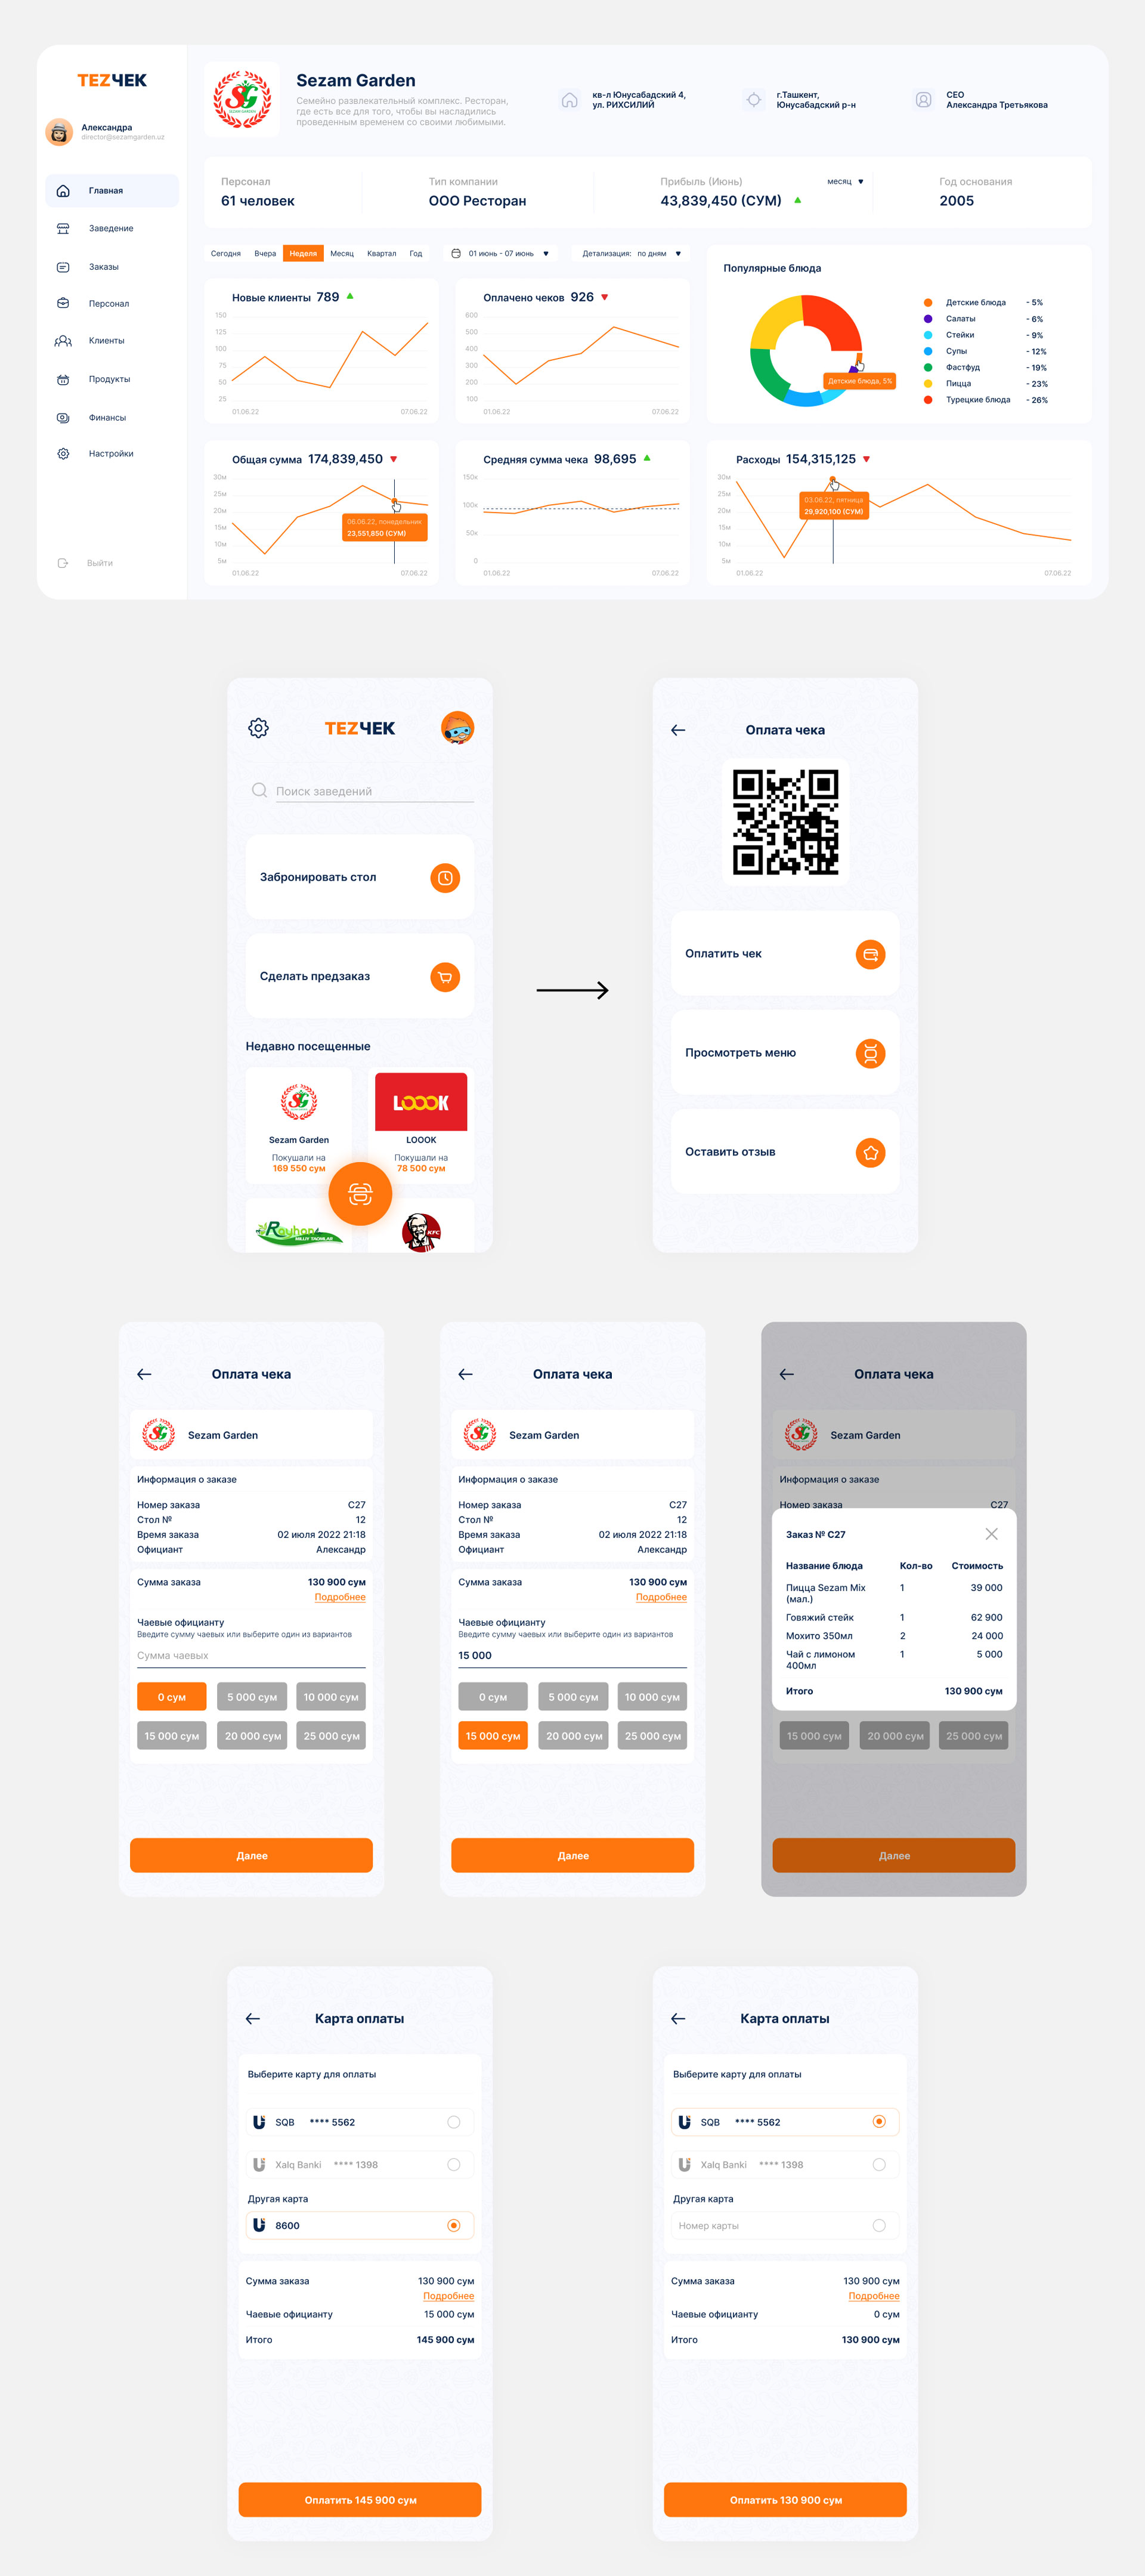 TEZЧЕК
Александра
director@sezamgarden.uz
Главная
Заведение
Заказы
Персонал
Клиенты
Продукты
Финансы
Настройки
Выйти
Sezam Garden
Семейно развлекательный комплекс. Ресторан,
где есть все для того, чтобы вы насладились
проведенным временем со своими любимыми.
кв-л Юнусабадский 4,
ул. РИХСИЛИЙ
г.Ташкент,
Юнусабадский р-н
CEO
Александра Третьякова
Персонал
61 человек
Тип компании
ООО Ресторан
Прибыль (Июнь)
месяц
43,839,450 (СУМ)
Год основания
2005
Сегодня Вчера Неделя Месяц Квартал Год
01 июнь - 07 июнь
Детализация: по дням
Новые клиенты 789
150
125
100
75
50
25
01.06.22 07.06.22
Оплачено чеков 926
600
500
400
300
200
100
01.06.22 07.06.22
Популярные блюда
Детские блюда, 5%
Детские блюда - 5%
Салаты - 6%
Стейки - 9%
Супы - 12%
Фастфуд - 19%
Пицца - 23%
Турецкие блюда - 26%
Общая сумма 174,839,450
30м
25м
20м
15м
10м
5м
06.06.22, понедельник
23,551,850 (СУМ)
01.06.22 07.06.22
Средняя сумма чека 98,695
150к
100к
50к
0
01.06.22 07.06.22
Расходы 154,315,125
30м
25м
20м
15м
10м
5м
03.06.22, пятница
29,920,100 (СУМ)
01.06.22 07.06.22
TEZЧЕК
Поиск заведений
Забронировать стол
Сделать предзаказ
Недавно посещенные
SG
LOOOK
Sezam Garden
LOOOK
Покушали на
169 550 сум
Покушали на
78 500 сум
Rayhon
MILLIY TAOMLAR
KFC
Оплата чека
Оплатить чек
Просмотреть меню
Оставить отзыв
Оплата чека
Sezam Garden
Информация о заказе
Номер заказа C27
Стол № 12
Время заказа 02 июля 2022 21:18
Официант Александр
Сумма заказа 130 900 сум
Подробнее
Чаевые официанту
Введите сумму чаевых или выберите один из вариантов
Сумма чаевых
0 сум 5 000 сум 10 000 сум
15 000 сум 20 000 сум 25 000 сум
Далее
Оплата чека
Sezam Garden
Информация о заказе
Номер заказа C27
Стол № 12
Время заказа 02 июля 2022 21:18
Официант Александр
Сумма заказа 130 900 сум
Подробнее
Чаевые официанту
Введите сумму чаевых или выберите один из вариантов
15 000
0 сум 5 000 сум 10 000 сум
15 000 сум 20 000 сум 25 000 сум
Далее
Оплата чека
Sezam Garden
Информация о заказе
Номер заказа C27
Заказ № C27
Название блюда Кол-во Стоимость
Пицца Sezam Mix 1 39 000
(мал.)
Говяжий стейк 1 62 900
Мохито 350мл 2 24 000
Чай с лимоном 1 5 000
400мл
Итого 130 900 сум
15 000 сум 20 000 сум 25 000 сум
Далее
Карта оплаты
Выберите карту для оплаты
SQB **** 5562
Xalq Banki **** 1398
Другая карта
8600
Сумма заказа 130 900 сум
Подробнее
Чаевые официанту 15 000 сум
Итого 145 900 сум
Оплатить 145 900 сум
Карта оплаты
Выберите карту для оплаты
SQB **** 5562
Xalq Banki **** 1398
Другая карта
Номер карты
Сумма заказа 130 900 сум
Подробнее
Чаевые официанту 0 сум
Итого 130 900 сум
Оплатить 130 900 сум